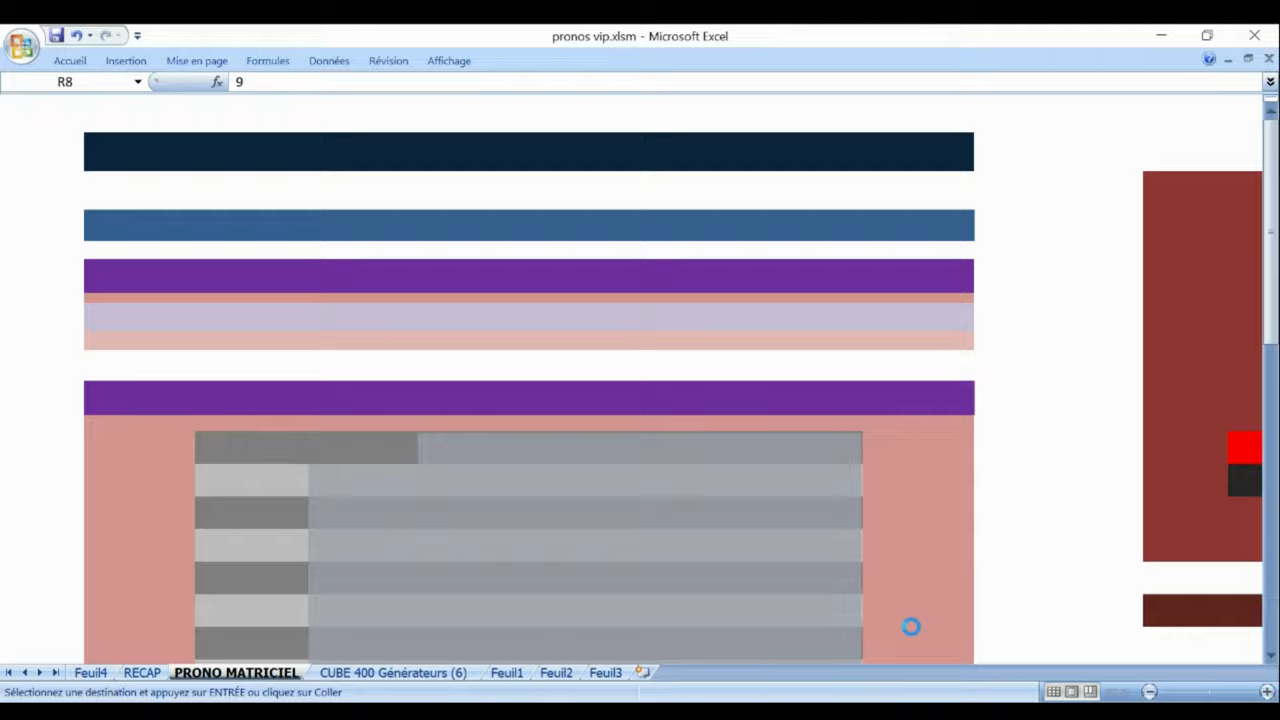 pronos vip.xlsm - Microsoft Excel
Accueil Insertion Mise en page Formules Données Révision Affichage
R8 fx 9
Feuil4 RECAP PRONO MATRICIEL CUBE 400 Générateurs (6) Feuil1 Feuil2 Feuil3
Sélectionnez une destination et appuyez sur ENTRÉE ou cliquez sur Coller